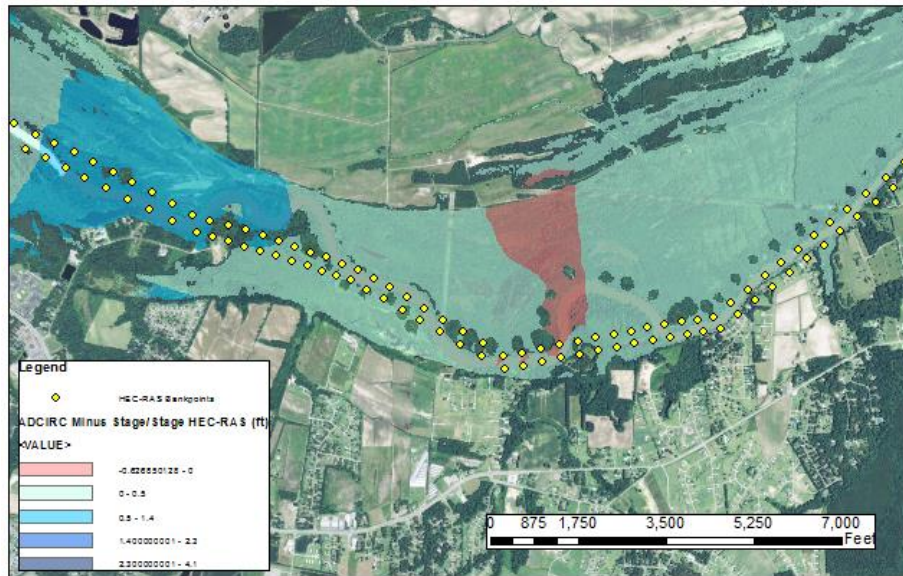 Legend
HEC-RAS Bankpoints
ADCIRC Minus Stage/Stage HEC-RAS (ft)
<VALUE>
-0.626550128 - 0
0 - 0.5
0.5 - 1.4
1.400000001 - 2.3
2.300000001 - 4.1
0 875 1,750 3,500 5,250 7,000
Feet